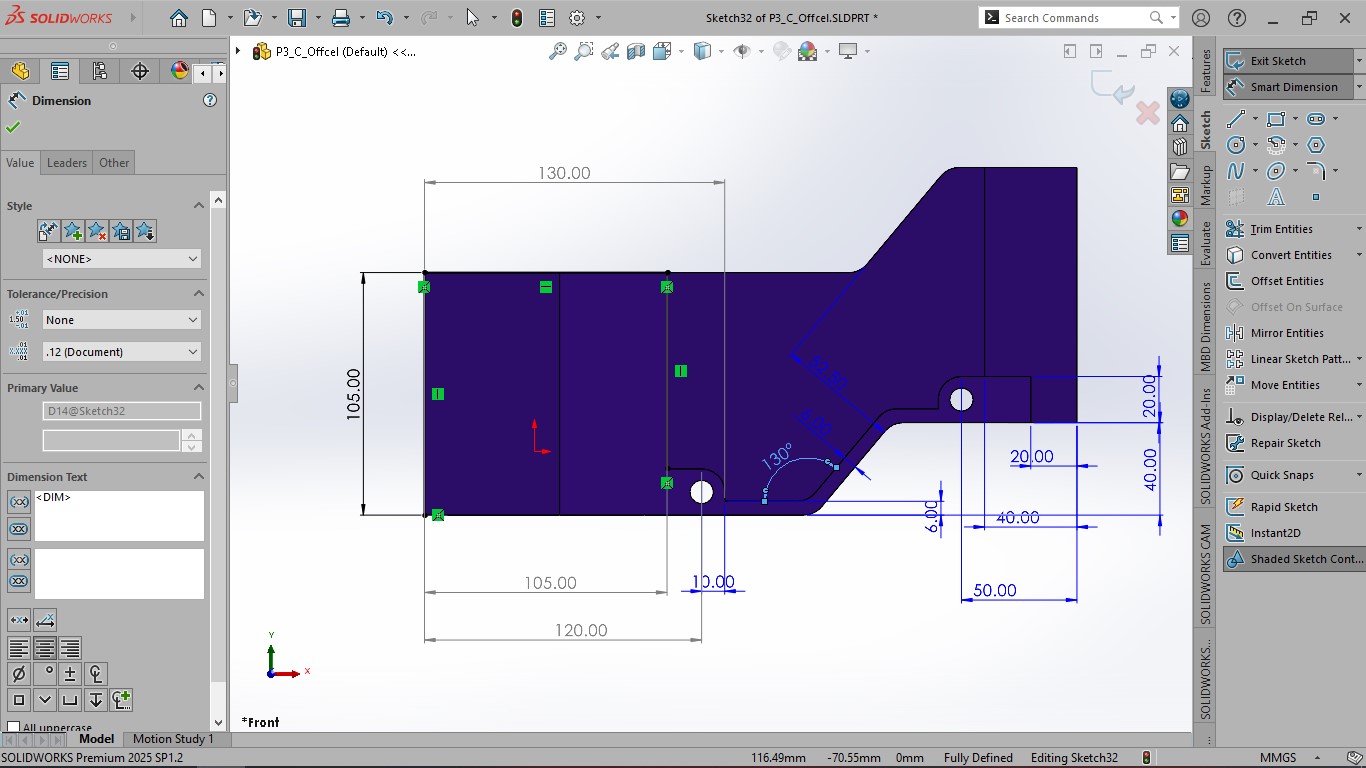 SOLIDWORKS
Sketch32 of P3_C_Offcel.SLDPRT *
Search Commands
P3_C_Offcel (Default) <<...
Dimension
Value
Leaders
Other
Style
<NONE>
Tolerance/Precision
None
.12 (Document)
Primary Value
D14@Sketch32
Dimension Text
<DIM>
All uppercase
130.00
105.00
130°
6.00
10.00
105.00
120.00
20.00
20.00
40.00
40.00
50.00
Y
X
*Front
Features
Sketch
Markup
Evaluate
MBD Dimensions
SOLIDWORKS Add-Ins
SOLIDWORKS CAM
SOLIDWORKS...
Exit Sketch
Smart Dimension
Trim Entities
Convert Entities
Offset Entities
Offset On Surface
Mirror Entities
Linear Sketch Patt...
Move Entities
Display/Delete Rel...
Repair Sketch
Quick Snaps
Rapid Sketch
Instant2D
Shaded Sketch Cont...
Model
Motion Study 1
SOLIDWORKS Premium 2025 SP1.2
116.49mm
-70.55mm
0mm
Fully Defined
Editing Sketch32
MMGS